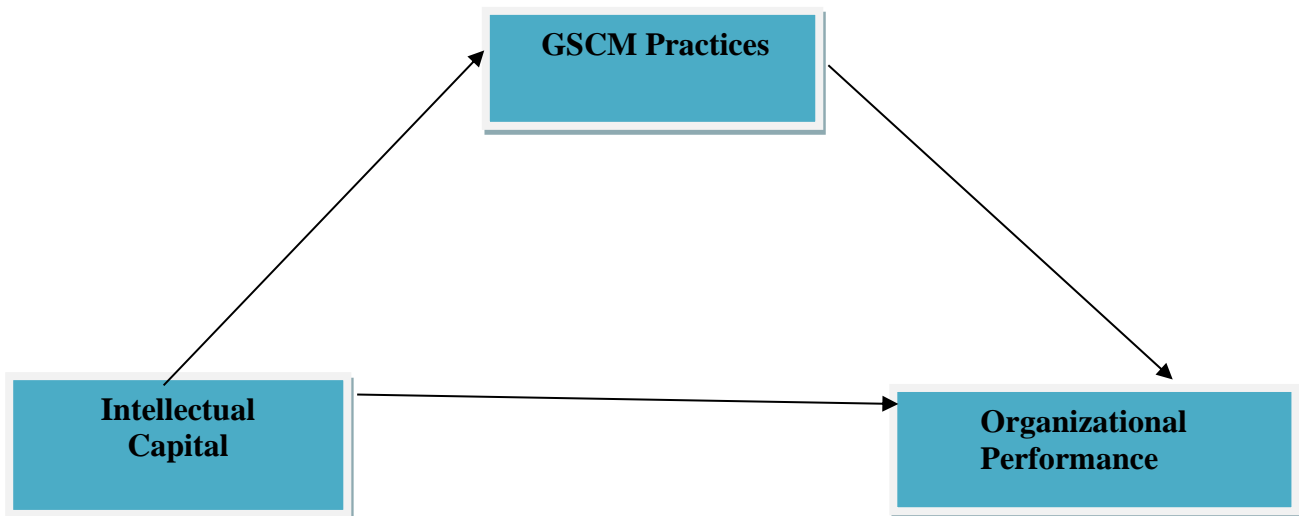 GSCM Practices
Intellectual
Capital
Organizational
Performance